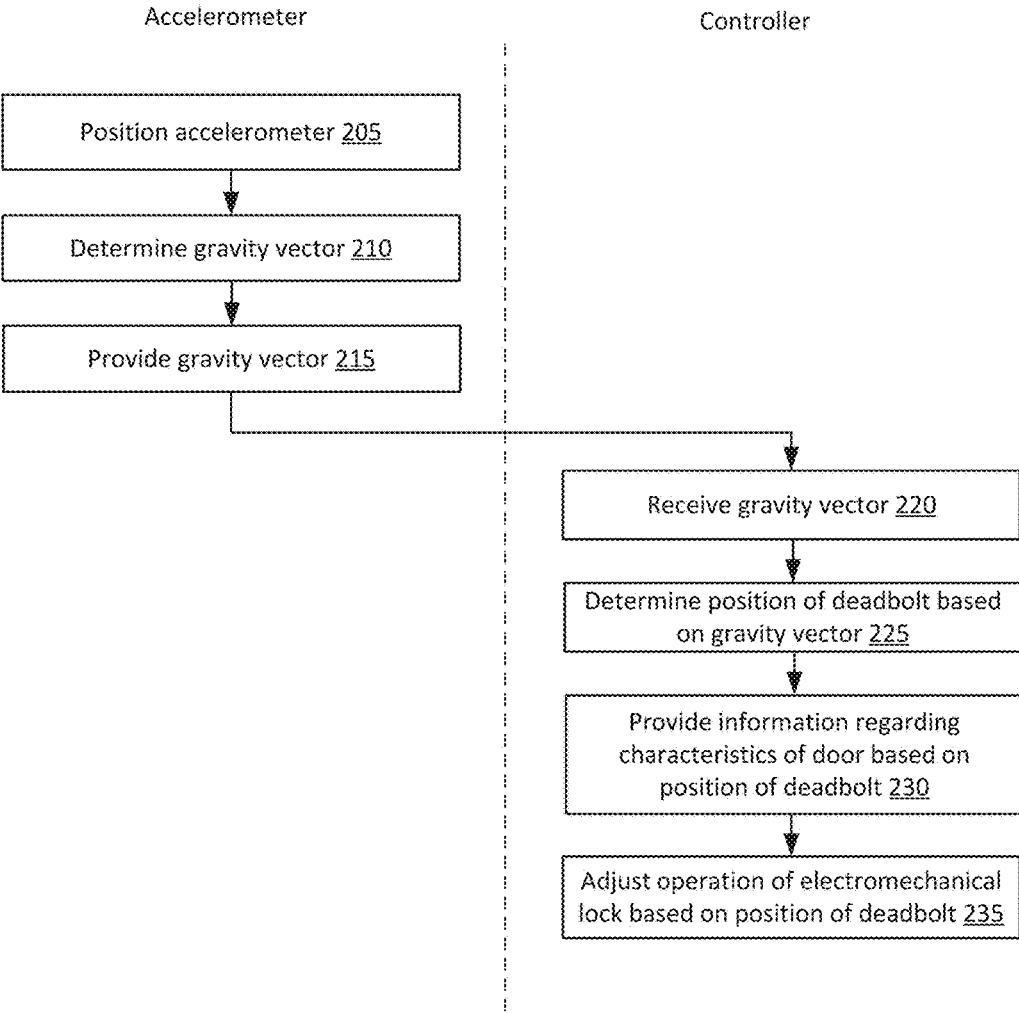 Accelerometer
Controller
Position accelerometer 205
Determine gravity vector 210
Provide gravity vector 215
Receive gravity vector 220
Determine position of deadbolt based
on gravity vector 225
Provide information regarding
characteristics of door based on
position of deadbolt 230
Adjust operation of electromechanical
lock based on position of deadbolt 235